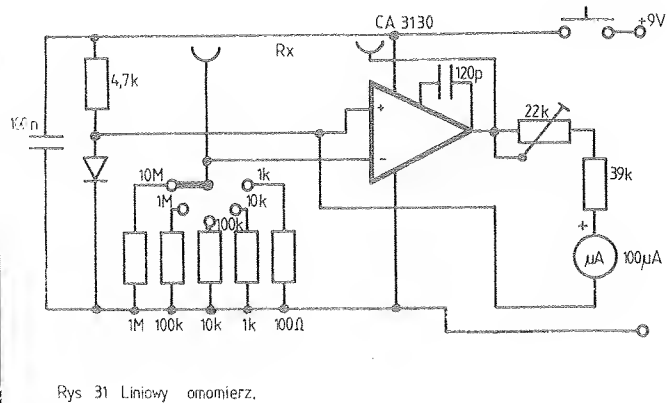 CA 3130
+9V
Rx
4,7k
120p
100n
+
22k
-
10M
1k
39k
1M
10k
100k
+
µA
100µA
1M 100k 10k 1k 100Ω
Rys 31 Liniowy omomierz.